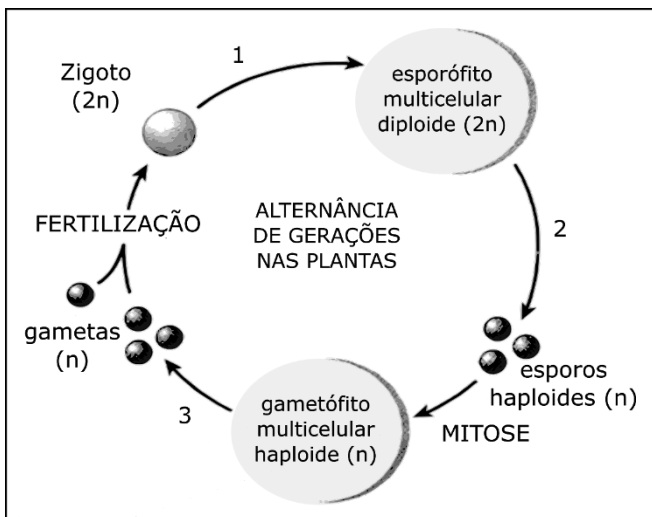 1
Zigoto
(2n)
esporófito
multicelular
diploide (2n)
2
FERTILIZAÇÃO
ALTERNÂNCIA
DE GERAÇÕES
NAS PLANTAS
gametas
(n)
esporos
haploides (n)
3
gametófito
multicelular
haploide (n)
MITOSE